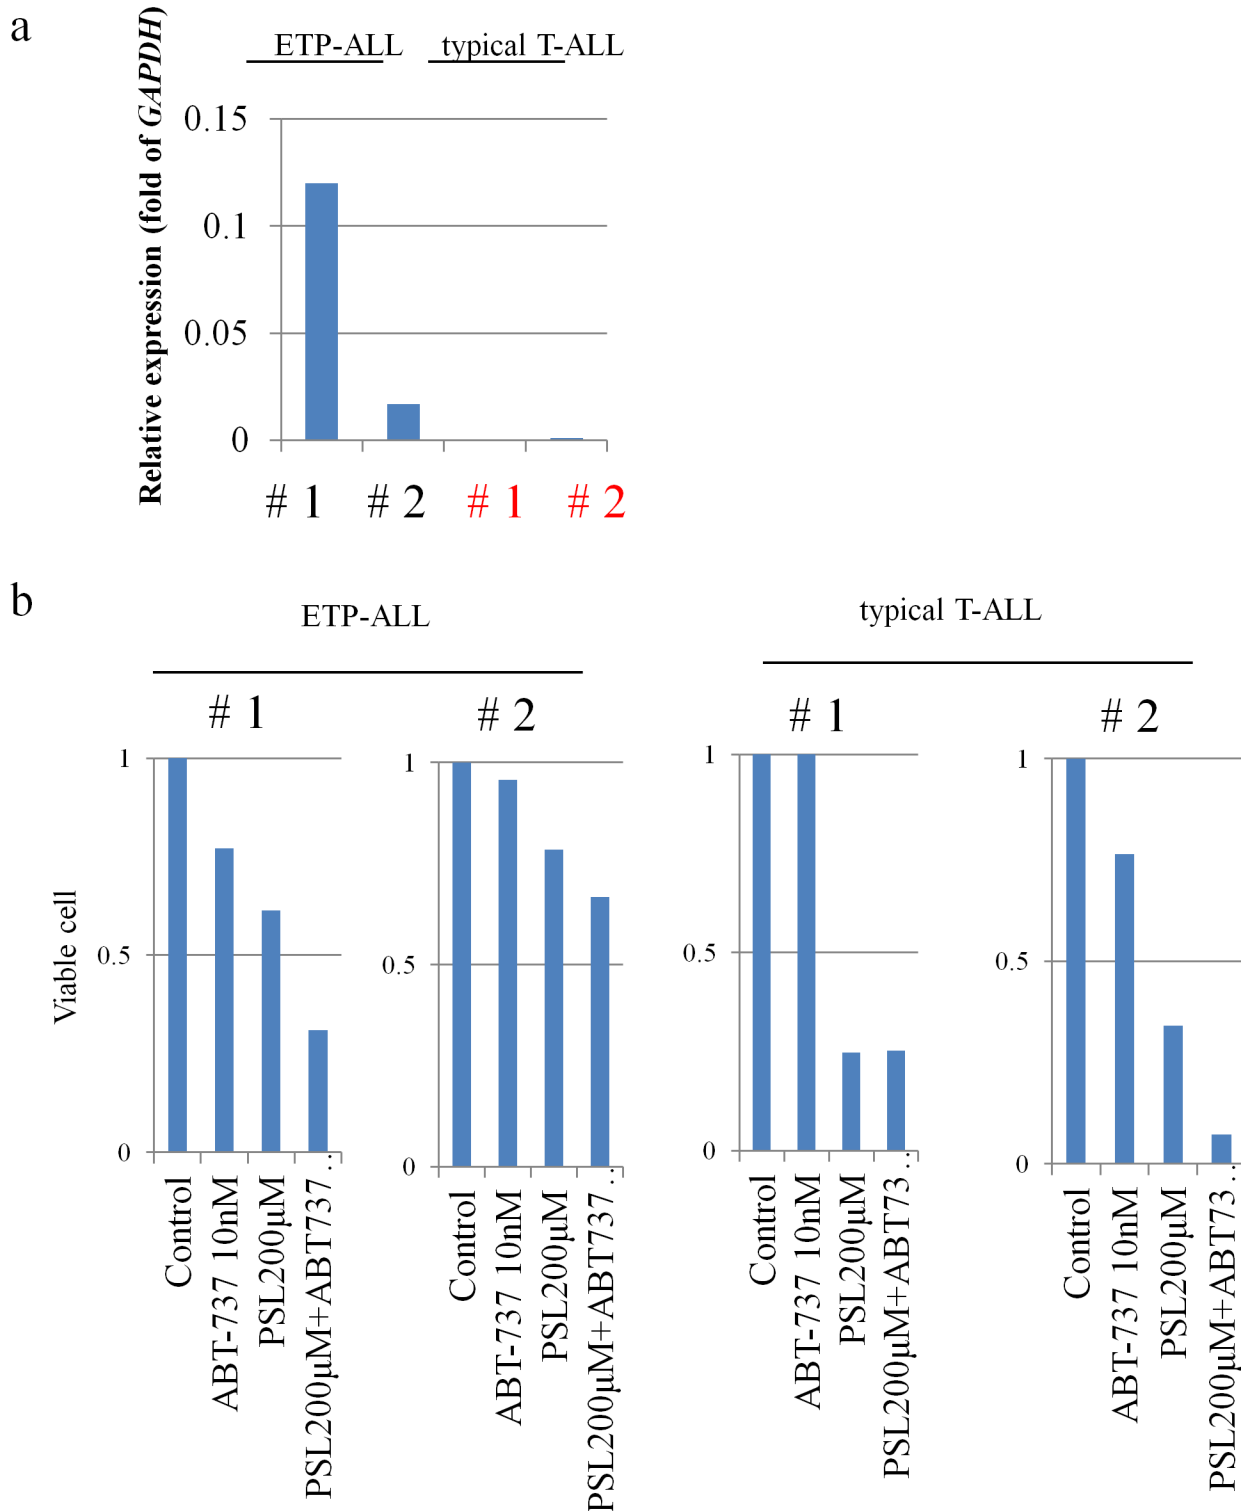 a
ETP-ALL typical T-ALL
Relative expression (fold of GAPDH)
0.15
0.1
0.05
0
# 1 # 2 # 1 # 2
b
ETP-ALL typical T-ALL
# 1 # 2 # 1 # 2
Viable cell
1
0.5
0
Control
ABT-737 10nM
PSL200µM
PSL200µM+ABT737…
1
0.5
0
Control
ABT-737 10nM
PSL200µM
PSL200µM+ABT737…
1
0.5
0
Control
ABT-737 10nM
PSL200µM
PSL200µM+ABT73…
1
0.5
0
Control
ABT-737 10nM
PSL200µM
PSL200µM+ABT73…